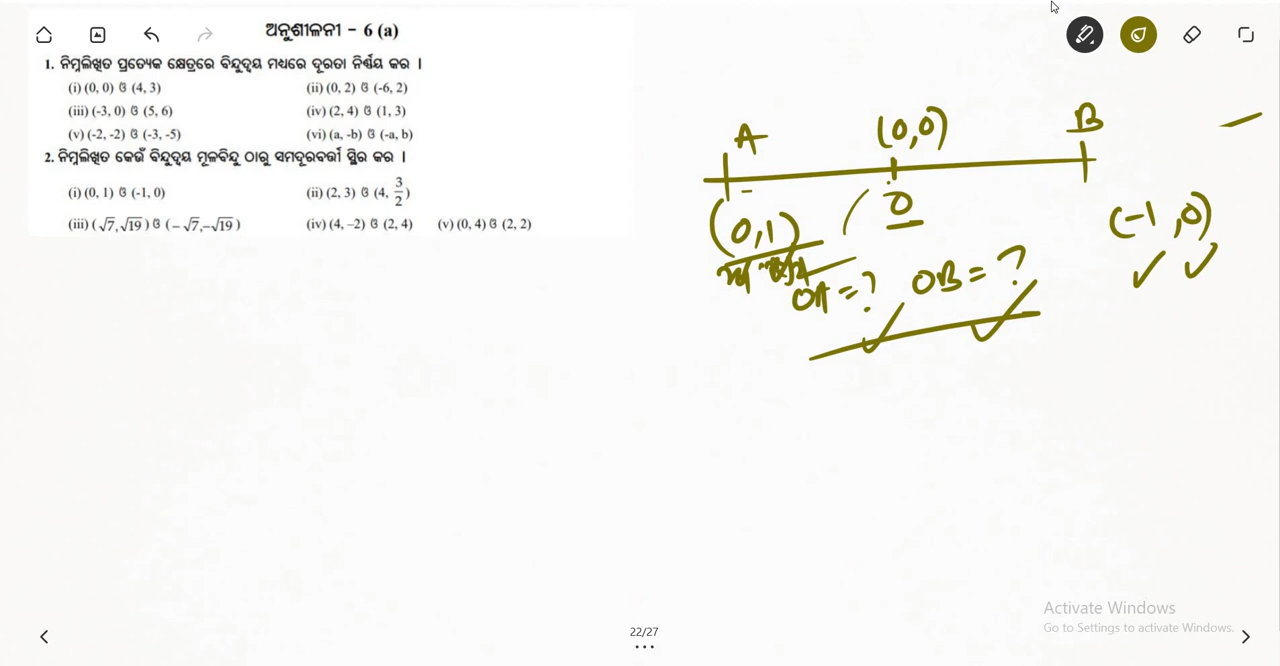 ଅନୁଶୀଳନୀ – 6 (a)
1. ନିମ୍ନଲିଖିତ ପ୍ରତ୍ୟେକ କ୍ଷେତ୍ରରେ ବିନ୍ଦୁଦ୍ୱୟ ମଧ୍ୟରେ ଦୂରତା ନିର୍ଣ୍ଣୟ କର ।
(i) (0, 0) ଓ (4, 3) (ii) (0, 2) ଓ (-6, 2)
(iii) (-3, 0) ଓ (5, 6) (iv) (2, 4) ଓ (1, 3)
(v) (-2, -2) ଓ (-3, -5) (vi) (a, -b) ଓ (-a, b)
2. ନିମ୍ନଲିଖିତ କେଉଁ ବିନ୍ଦୁଦ୍ୱୟ ମୂଳବିନ୍ଦୁ ଠାରୁ ସମଦୂରବର୍ତ୍ତୀ ସ୍ଥିର କର ।
(i) (0, 1) ଓ (-1, 0) (ii) (2, 3) ଓ (4, 3/2)
(iii) (√7, √19) ଓ (–√7, –√19) (iv) (4, –2) ଓ (2, 4) (v) (0, 4) ଓ (2, 2)
A (0,0) B
O
(0,1) (-1,0)
OA = ? OB = ?
22/27
Activate Windows
Go to Settings to activate Windows.